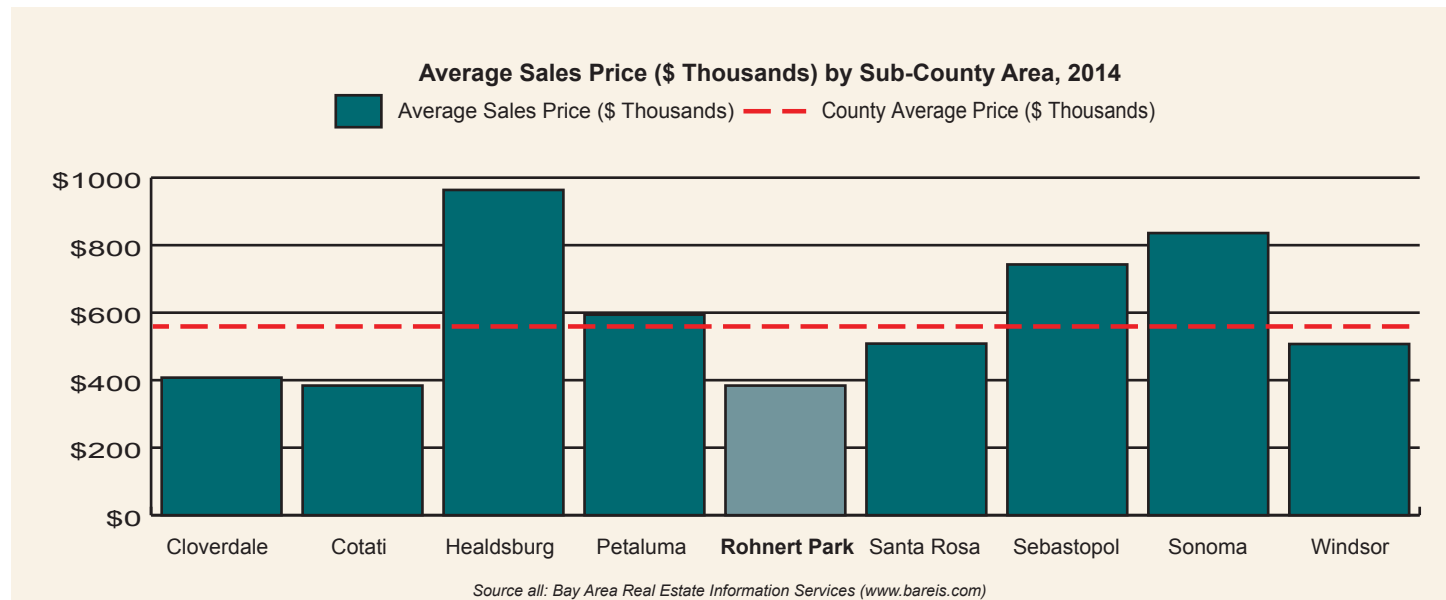 Average Sales Price ($ Thousands) by Sub-County Area, 2014
Average Sales Price ($ Thousands) County Average Price ($ Thousands)
$1000
$800
$600
$400
$200
$0
Cloverdale Cotati Healdsburg Petaluma Rohnert Park Santa Rosa Sebastopol Sonoma Windsor
Source all: Bay Area Real Estate Information Services (www.bareis.com)